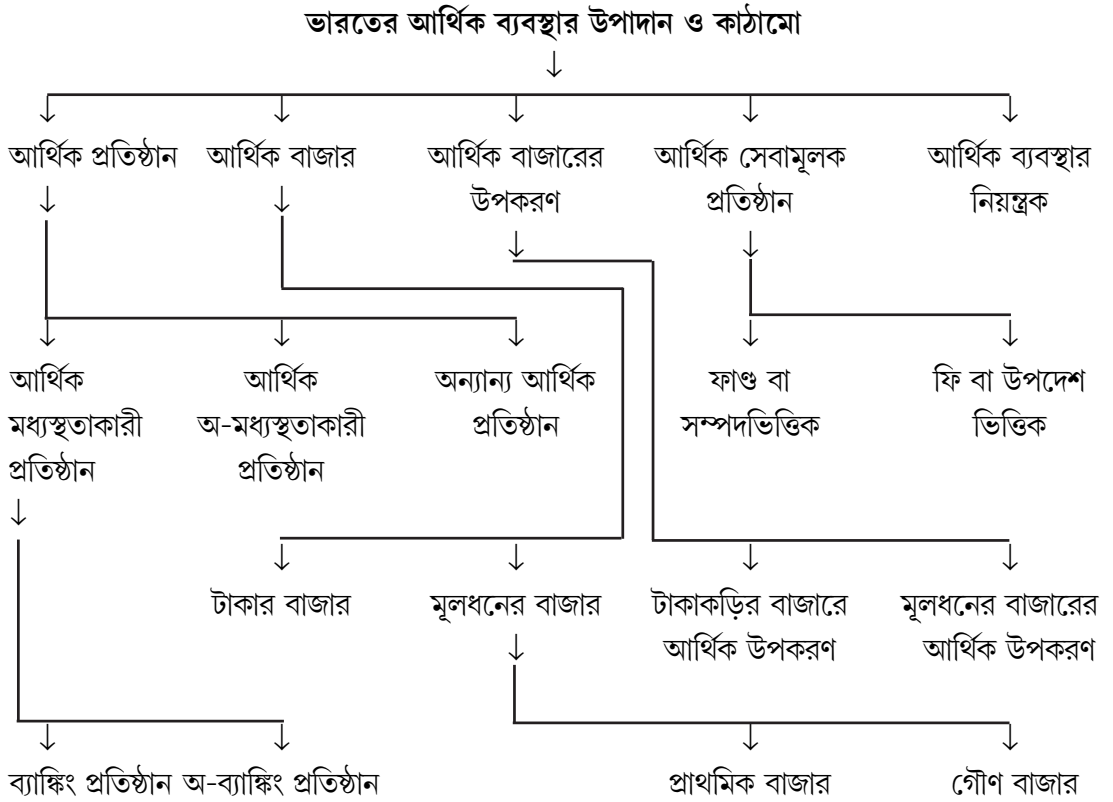 ভারতের আর্থিক ব্যবস্থার উপাদান ও কাঠামো
আর্থিক প্রতিষ্ঠান আর্থিক বাজার আর্থিক বাজারের আর্থিক সেবামূলক আর্থিক ব্যবস্থার
উপকরণ প্রতিষ্ঠান নিয়ন্ত্রক
আর্থিক আর্থিক অন্যান্য আর্থিক ফাণ্ড বা ফি বা উপদেশ
মধ্যস্থতাকারী অ-মধ্যস্থতাকারী প্রতিষ্ঠান সম্পদভিত্তিক ভিত্তিক
প্রতিষ্ঠান প্রতিষ্ঠান
টাকার বাজার মূলধনের বাজার টাকাকড়ির বাজারে মূলধনের বাজারের
আর্থিক উপকরণ আর্থিক উপকরণ
ব্যাঙ্কিং প্রতিষ্ঠান অ-ব্যাঙ্কিং প্রতিষ্ঠান প্রাথমিক বাজার গৌণ বাজার